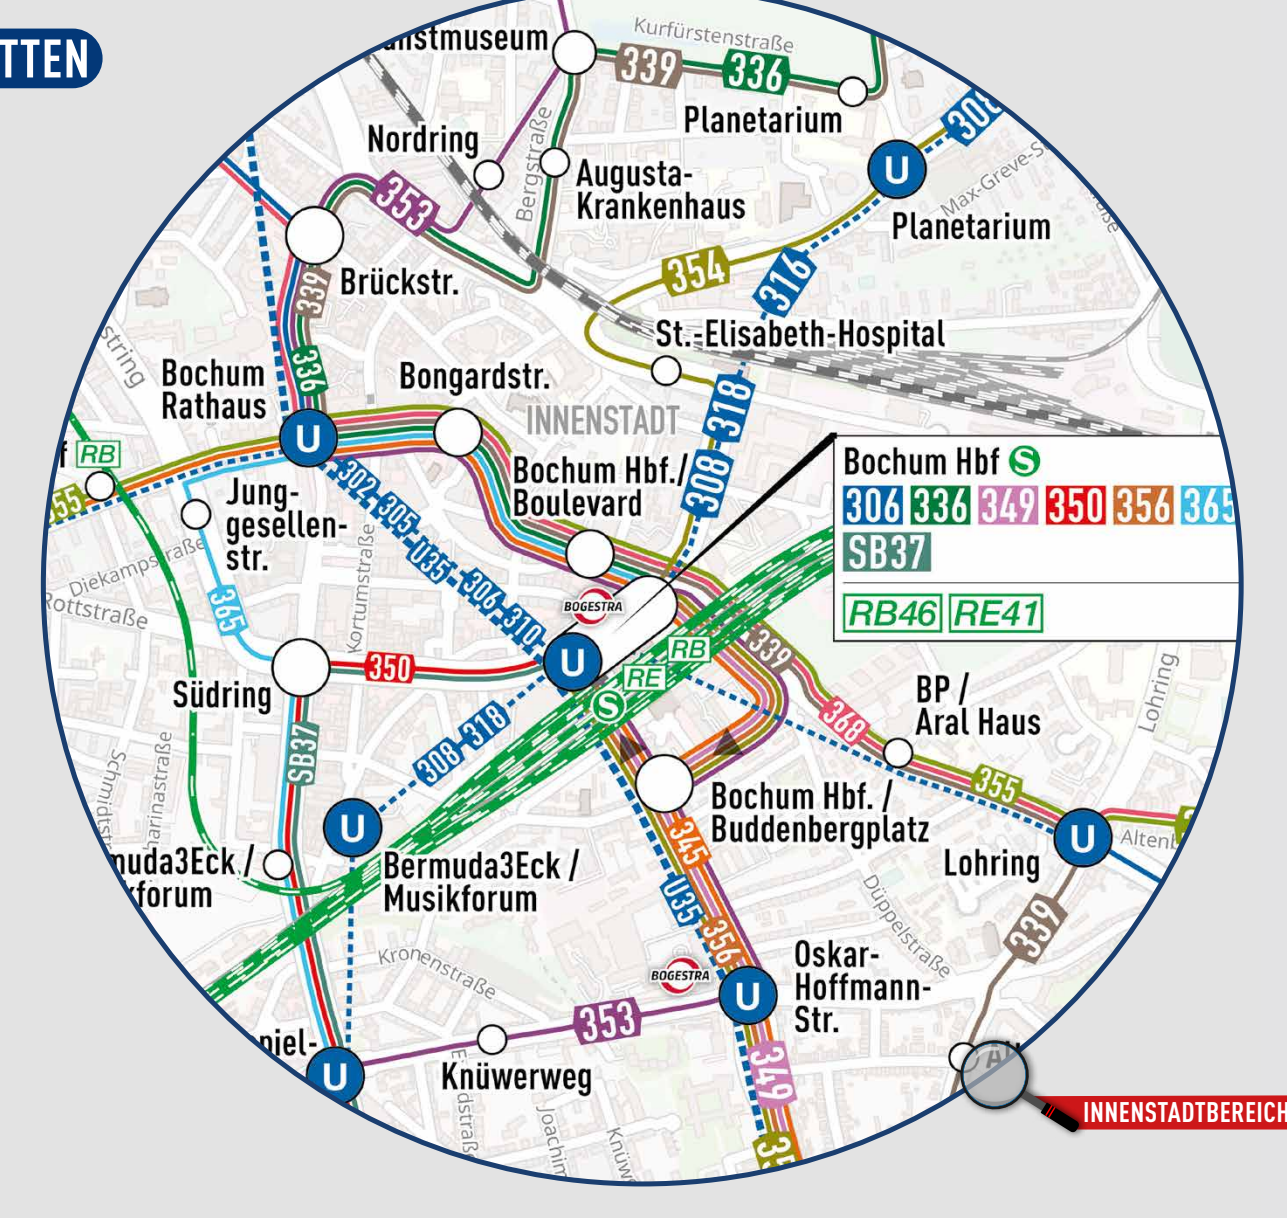 TTEN
Kurfürstenstraße
339
336
308
Planetarium
Nordring
Bergstraße
U
Augusta-
Krankenhaus
353
Planetarium
Brückstr.
339
354
316
St.-Elisabeth-Hospital
336
Bochum
Rathaus
Bongardstr.
INNENSTADT
318
308
U
RB
Bochum Hbf./
Boulevard
Bochum Hbf S
306 336 349 350 356 365
SB37
RB46 RE41
302 305 U35 306 310
Jung-
gesellen-
str.
Diekampstraße
Rottstraße
Kortumstraße
365
BOGESTRA
U
RB
RE
S
339
350
Südring
368
BP /
Aral Haus
Lohring
SB37
308 318
355
U
Bochum Hbf. /
Buddenbergplatz
U
Lohring
345
Bermuda3Eck /
Musikforum
U35
356
Düppelstraße
339
Kronenstraße
BOGESTRA
U
Oskar-
Hoffmann-
Str.
353
U
Knüwerweg
349
INNENSTADTBEREICH